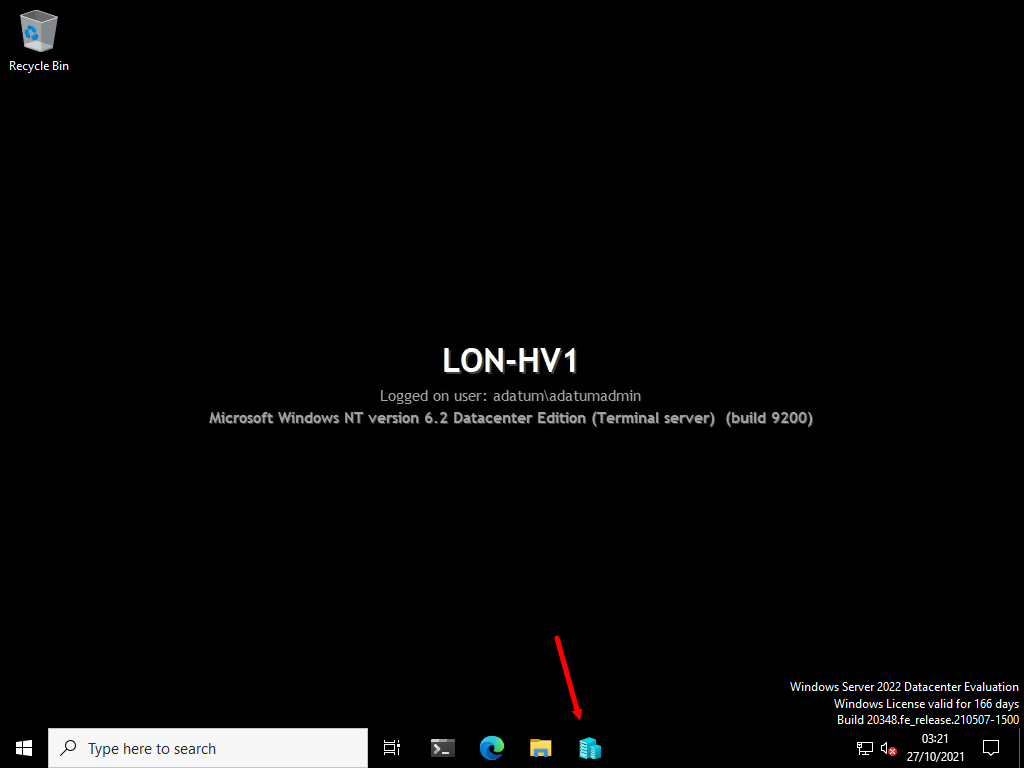 Recycle Bin
LON-HV1
Logged on user: adatum\adatumadmin
Microsoft Windows NT version 6.2 Datacenter Edition (Terminal server) (build 9200)
Windows Server 2022 Datacenter Evaluation
Windows License valid for 166 days
Build 20348.fe_release.210507-1500
Type here to search
03:21
27/10/2021